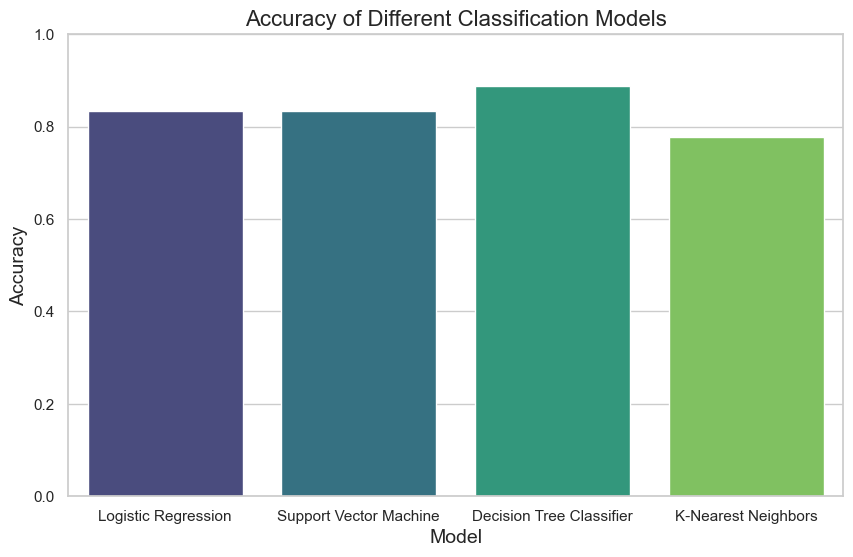 Accuracy of Different Classification Models
1.0
0.8
0.6
0.4
0.2
0.0
Accuracy
Logistic Regression
Support Vector Machine
Decision Tree Classifier
K-Nearest Neighbors
Model